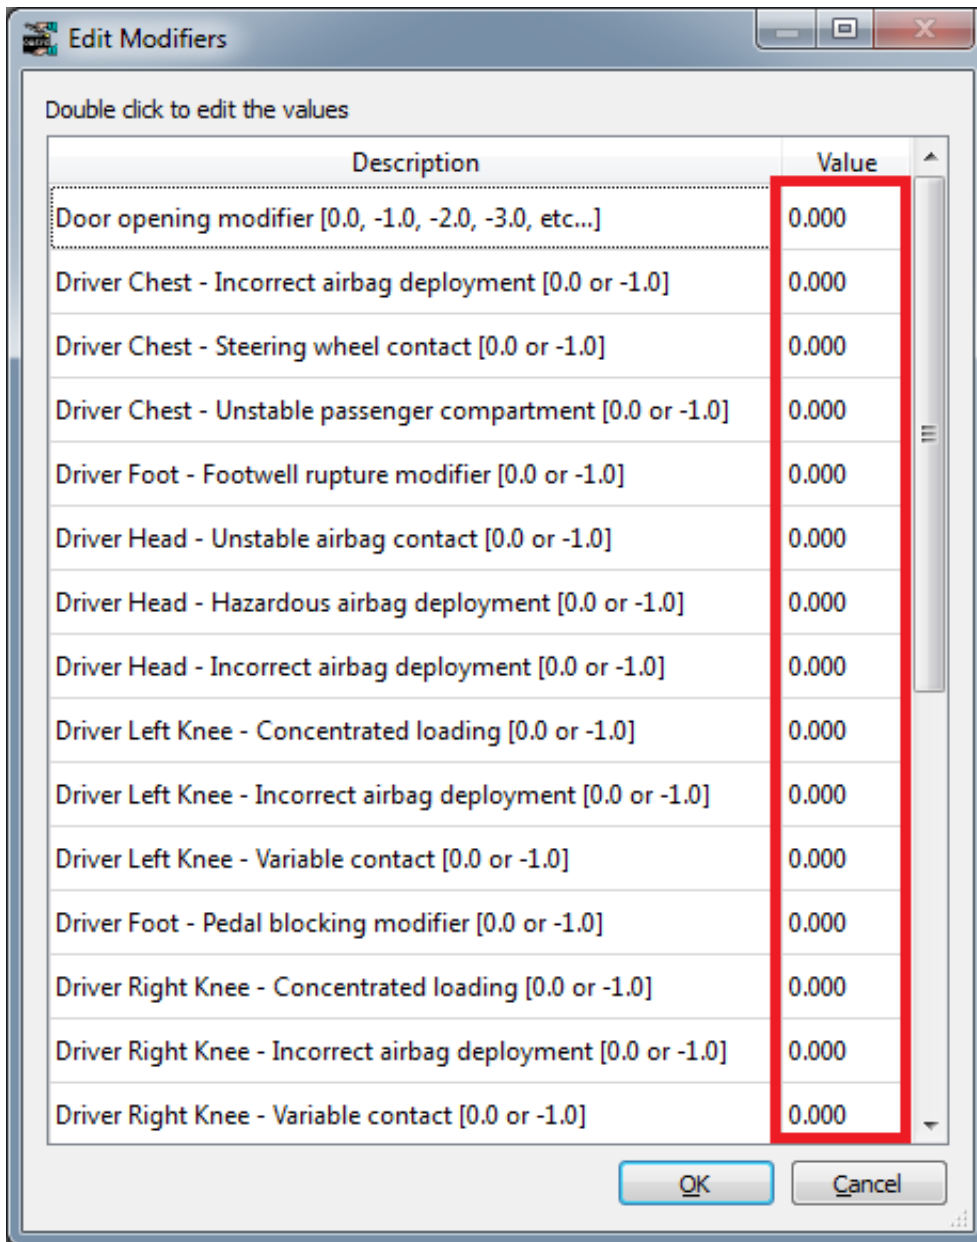 Edit Modifiers
Double click to edit the values
Description Value
Door opening modifier [0.0, -1.0, -2.0, -3.0, etc...] 0.000
Driver Chest - Incorrect airbag deployment [0.0 or -1.0] 0.000
Driver Chest - Steering wheel contact [0.0 or -1.0] 0.000
Driver Chest - Unstable passenger compartment [0.0 or -1.0] 0.000
Driver Foot - Footwell rupture modifier [0.0 or -1.0] 0.000
Driver Head - Unstable airbag contact [0.0 or -1.0] 0.000
Driver Head - Hazardous airbag deployment [0.0 or -1.0] 0.000
Driver Head - Incorrect airbag deployment [0.0 or -1.0] 0.000
Driver Left Knee - Concentrated loading [0.0 or -1.0] 0.000
Driver Left Knee - Incorrect airbag deployment [0.0 or -1.0] 0.000
Driver Left Knee - Variable contact [0.0 or -1.0] 0.000
Driver Foot - Pedal blocking modifier [0.0 or -1.0] 0.000
Driver Right Knee - Concentrated loading [0.0 or -1.0] 0.000
Driver Right Knee - Incorrect airbag deployment [0.0 or -1.0] 0.000
Driver Right Knee - Variable contact [0.0 or -1.0] 0.000
OK Cancel